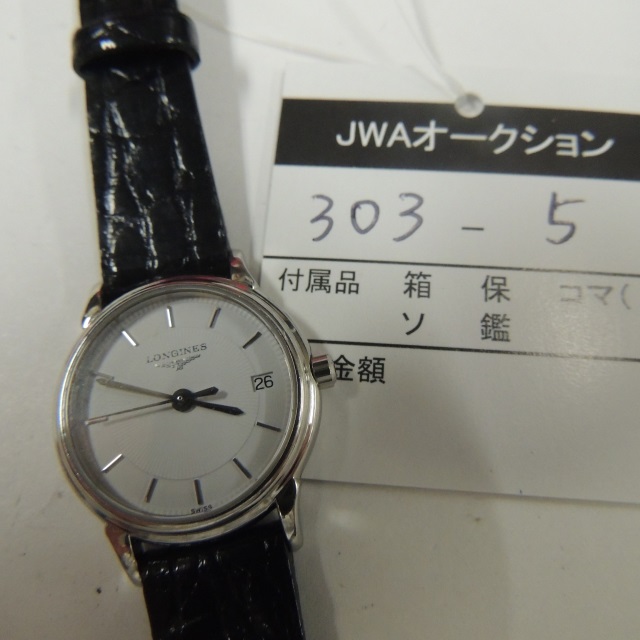 JWAオークション
303-5
付属品 箱 保 コマ(
ソ 鑑
金額
LONGINES
26
SWISS